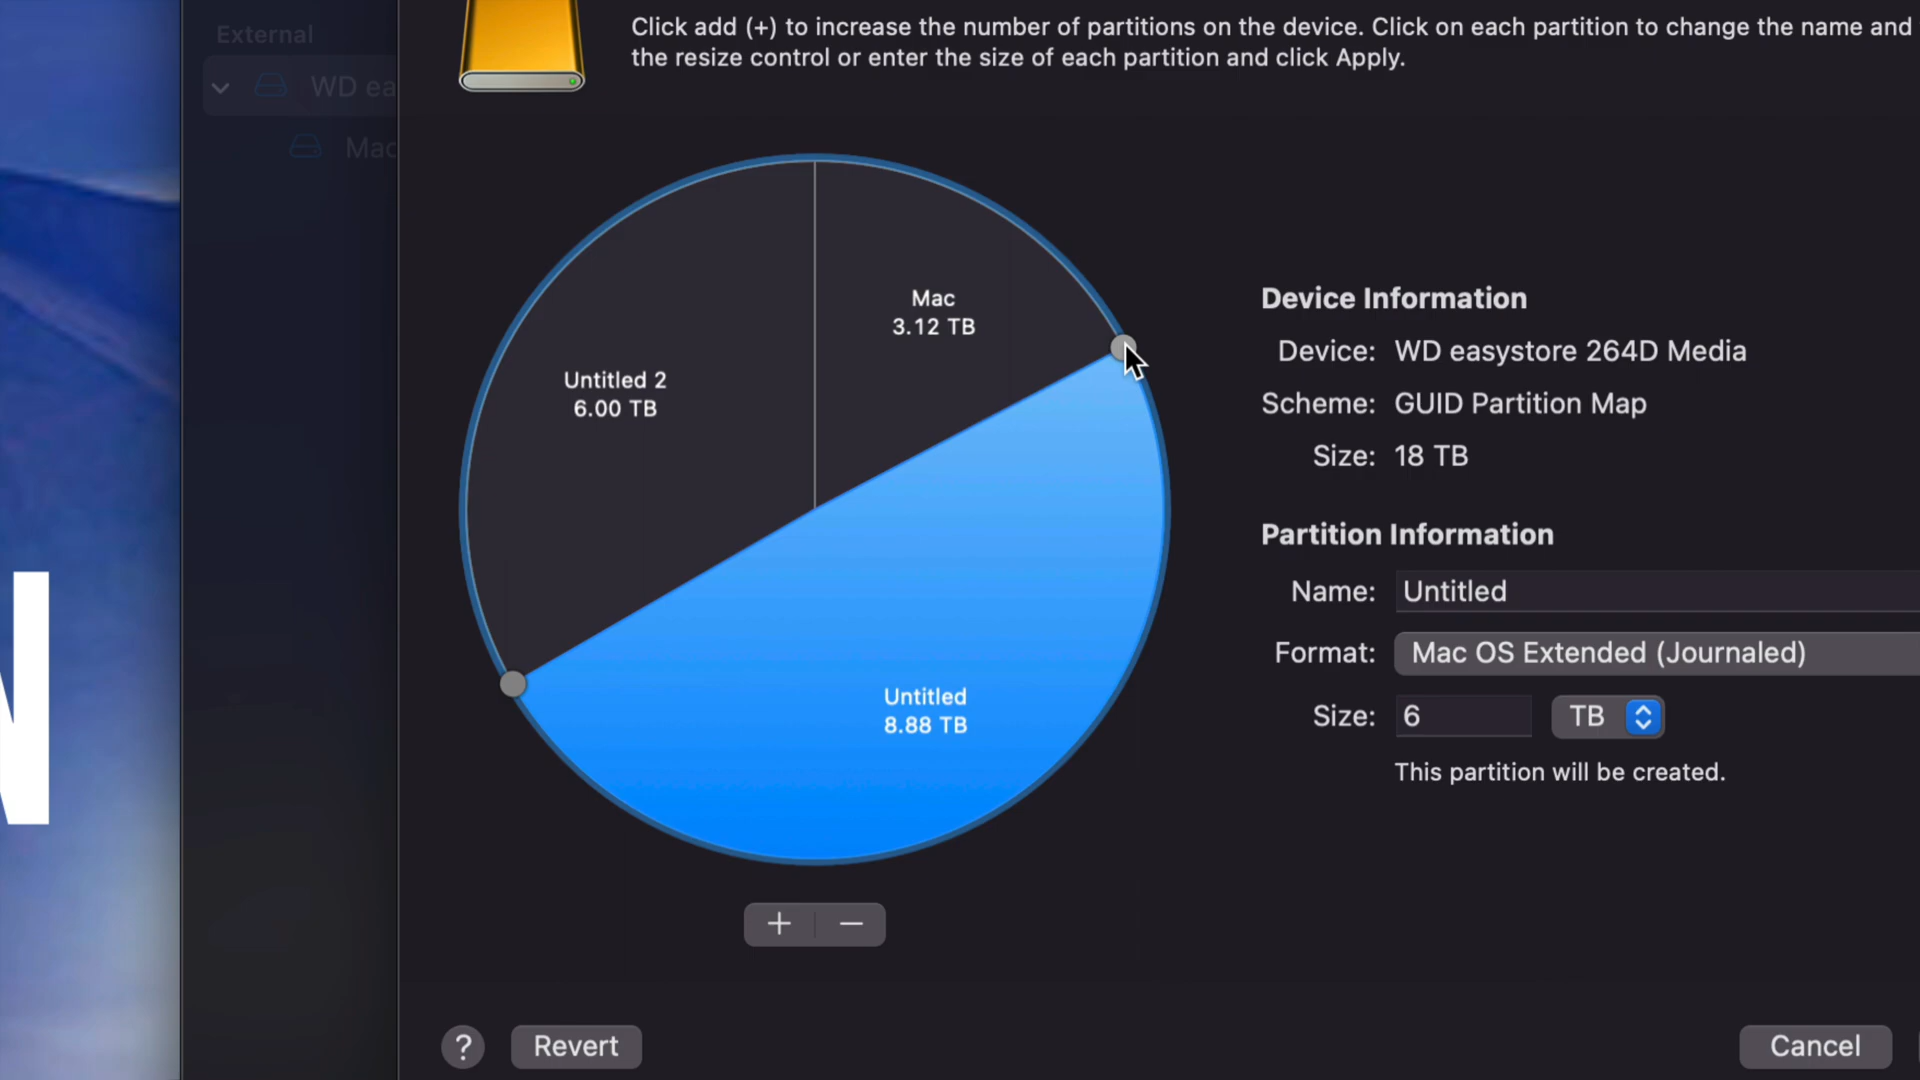 External
WD ea
Mac
Click add (+) to increase the number of partitions on the device. Click on each partition to change the name and
the resize control or enter the size of each partition and click Apply.
Mac
3.12 TB
Untitled 2
6.00 TB
Untitled
8.88 TB
Device Information
Device: WD easystore 264D Media
Scheme: GUID Partition Map
Size: 18 TB
Partition Information
Name: Untitled
Format: Mac OS Extended (Journaled)
Size: 6 TB
This partition will be created.
+ −
? Revert
Cancel